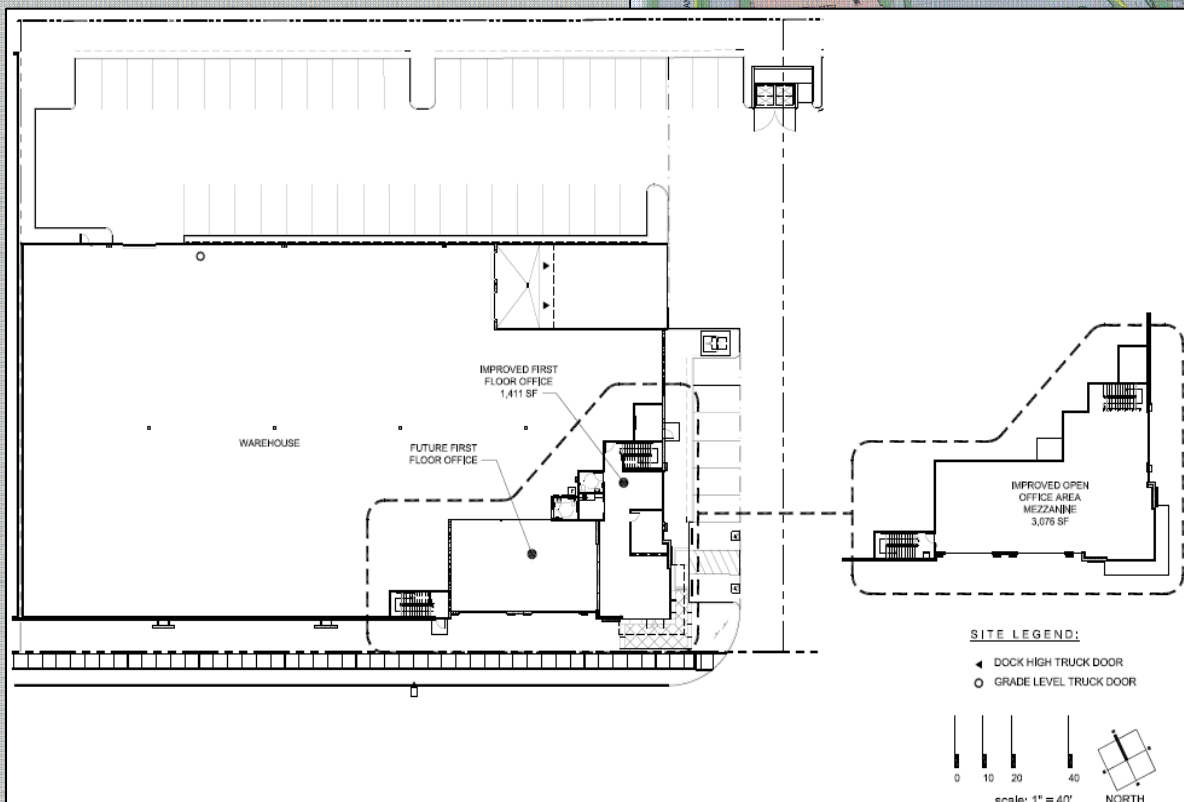 IMPROVED FIRST
FLOOR OFFICE
1,411 SF
WAREHOUSE
FUTURE FIRST
FLOOR OFFICE
IMPROVED OPEN
OFFICE AREA
MEZZANINE
3,076 SF
SITE LEGEND:
DOCK HIGH TRUCK DOOR
GRADE LEVEL TRUCK DOOR
0 10 20 40
scale: 1" = 40'
NORTH